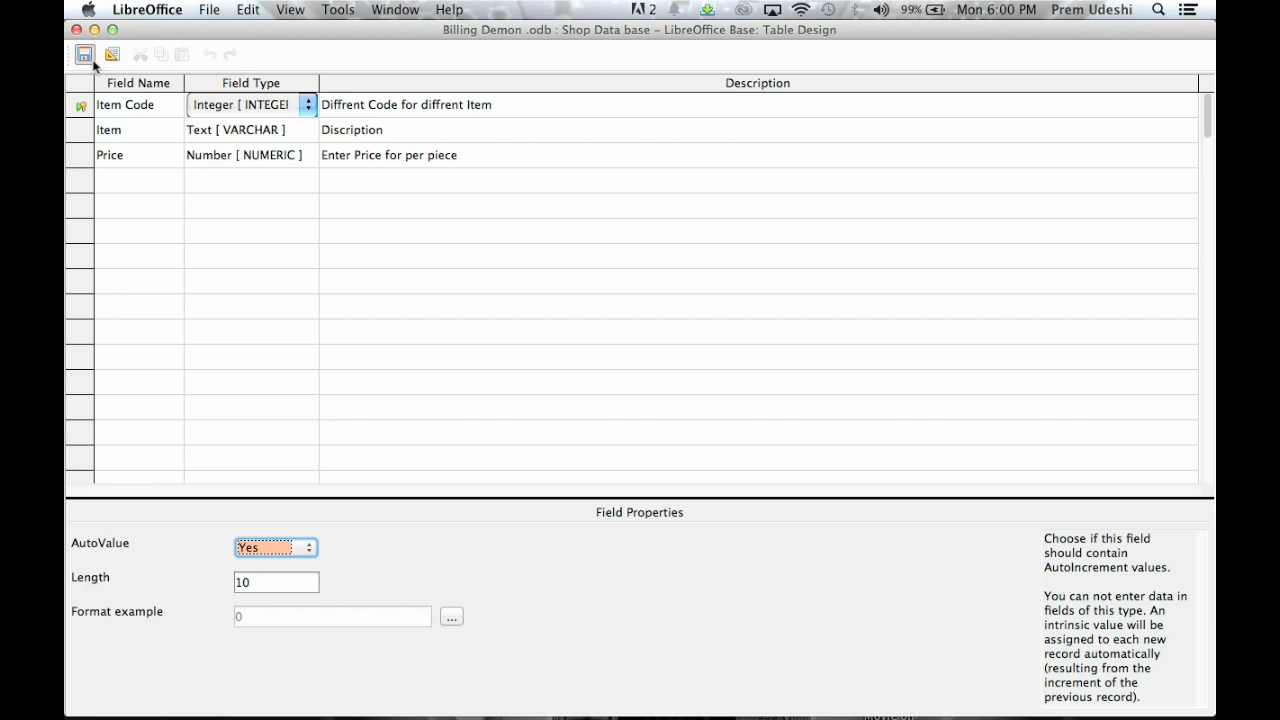 LibreOffice File Edit View Tools Window Help 2 99% Mon 6:00 PM Prem Udeshi
Billing Demon .odb : Shop Data base – LibreOffice Base: Table Design
Field Name Field Type Description
Item Code Integer [ INTEGEI Diffrent Code for diffrent Item
Item Text [ VARCHAR ] Discription
Price Number [ NUMERIC ] Enter Price for per piece
Field Properties
AutoValue Yes
Length 10
Format example 0 ...
Choose if this field
should contain
AutoIncrement values.
You can not enter data in
fields of this type. An
intrinsic value will be
assigned to each new
record automatically
(resulting from the
increment of the
previous record).